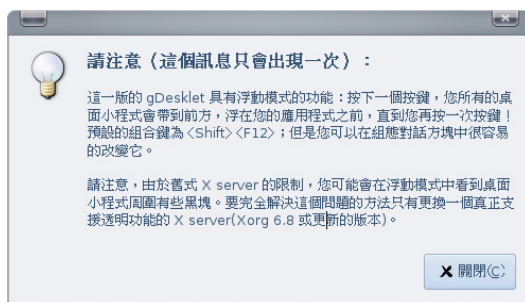 請注意（這個訊息只會出現一次）：
這一版的 gDesklet 具有浮動模式的功能：按下一個按鍵，您所有的桌
面小程式會帶到前方，浮在您的應用程式之前，直到您再按一次按鍵！
預設的組合鍵為 <Shift> <F12>；但是您可以在組態對話方塊中很容易
的改變它。
請注意，由於舊式 X server 的限制，您可能會在浮動模式中看到桌面
小程式周圍有些黑塊。要完全解決這個問題的方法只有更換一個真正支
援透明功能的 X server(Xorg 6.8 或更新的版本)。
關閉(C)